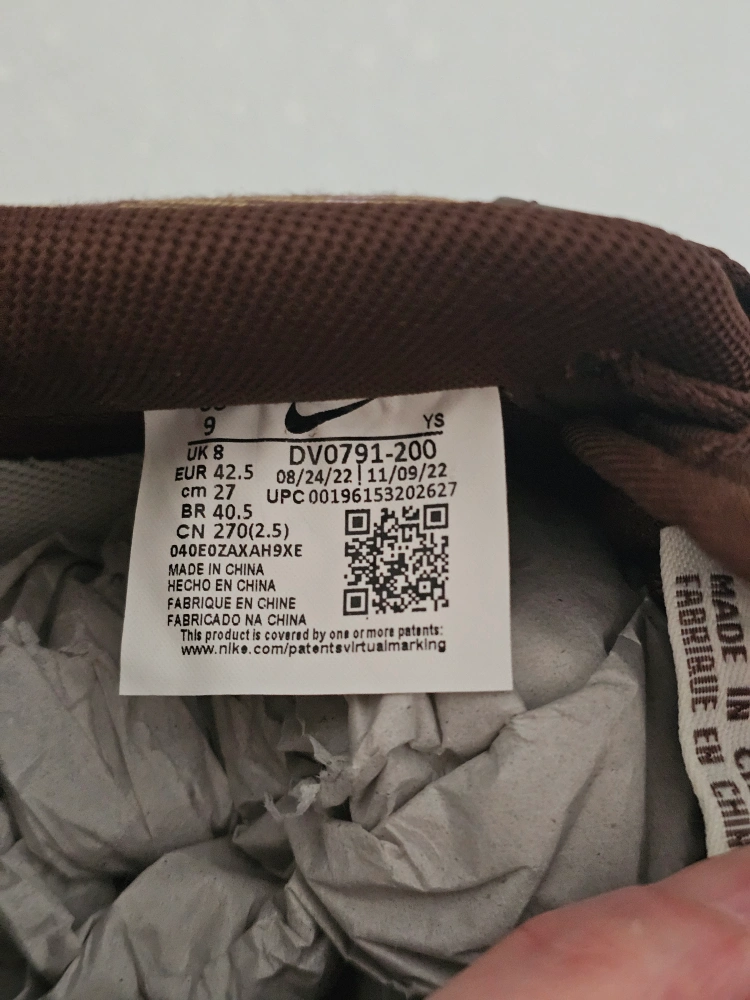 9
YS
UK 8
DV0791-200
EUR 42.5
08/24/22 | 11/09/22
cm 27
UPC 00196153202627
BR 40.5
CN 270(2.5)
040E0ZAXAH9XE
MADE IN CHINA
HECHO EN CHINA
FABRIQUE EN CHINE
FABRICADO NA CHINA
This product is covered by one or more patents:
www.nike.com/patentsvirtualmarking
MADE IN
FABRIQUE EN